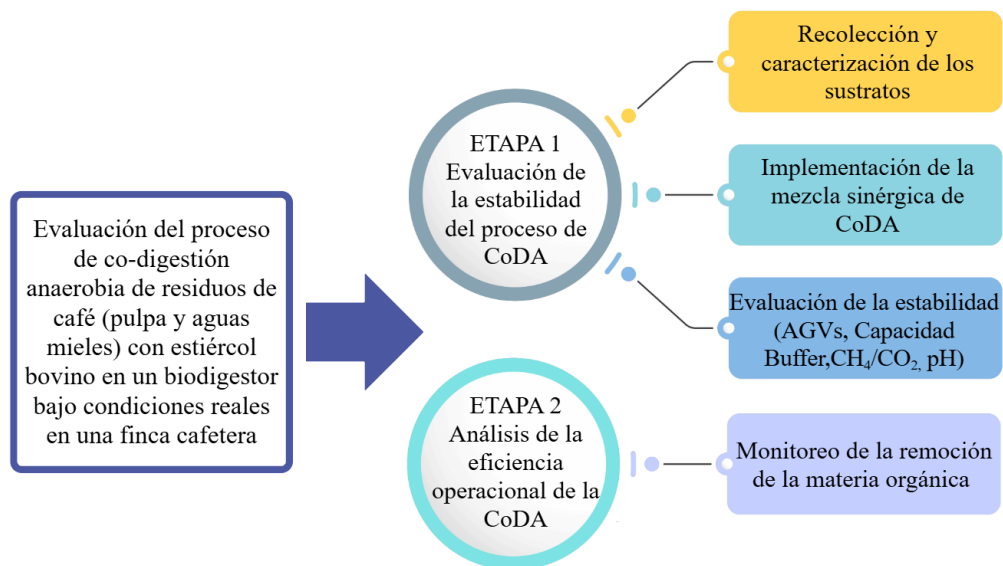 Evaluación del proceso
de co-digestión
anaerobia de residuos de
café (pulpa y aguas
mieles) con estiércol
bovino en un biodigestor
bajo condiciones reales
en una finca cafetera
ETAPA 1
Evaluación de
la estabilidad
del proceso de
CoDA
Recolección y
caracterización de los
sustratos
Implementación de la
mezcla sinérgica de
CoDA
Evaluación de la estabilidad
(AGVs, Capacidad
Buffer,CH₄/CO₂, pH)
ETAPA 2
Análisis de la
eficiencia
operacional de la
CoDA
Monitoreo de la remoción
de la materia orgánica